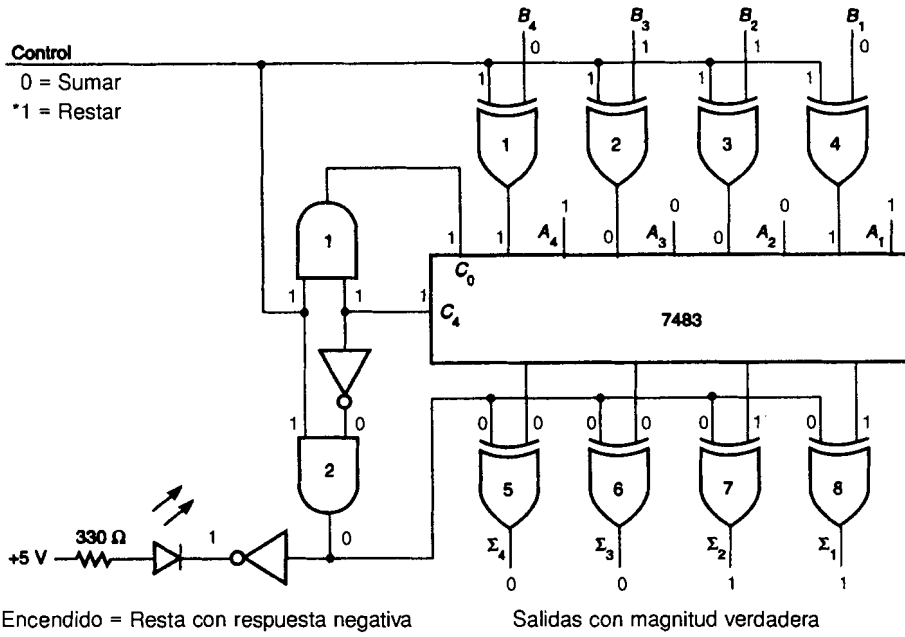 B₄ B₃ B₂ B₁
0 1 1 0
Control
0 = Sumar
*1 = Restar
1 1 1 1
1 2 3 4
1 0 0 1
1 A₄ A₃ A₂ A₁
1 1 0 0 1
C₀
1
1 1 1
C₄
7483
1 0
0 0 0 0 0 1 0 1
2
5 6 7 8
330 Ω
+5 V
1
0
Σ₄ Σ₃ Σ₂ Σ₁
0 0 1 1
Encendido = Resta con respuesta negativa
Salidas con magnitud verdadera